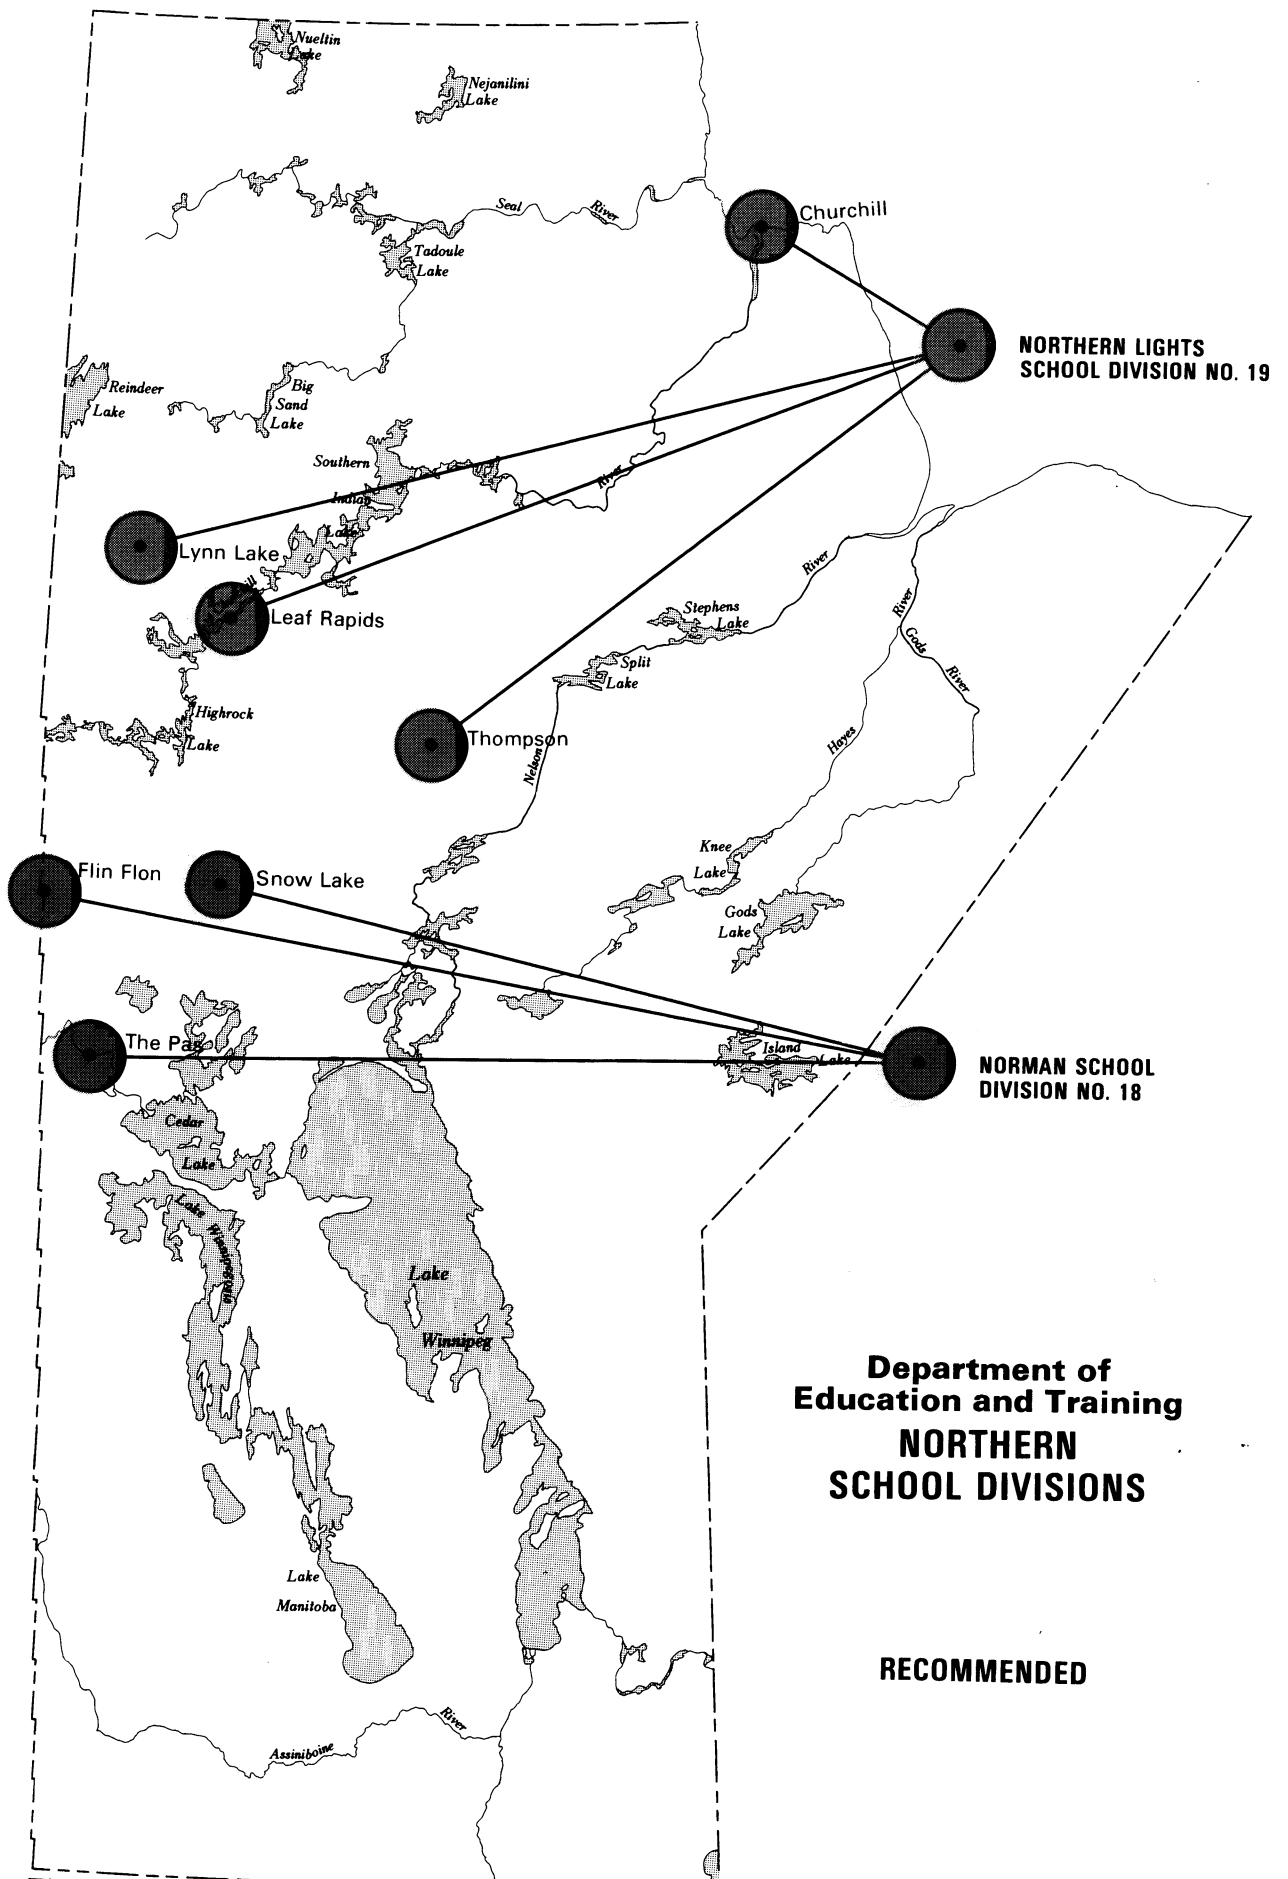 Nueltin
Lake
Nejanilini
Lake
Seal
River
Churchill
Tadoule
Lake
NORTHERN LIGHTS
SCHOOL DIVISION NO. 19
Reindeer
Lake
Big
Sand
Lake
Southern
Indian
Lake
River
Lynn Lake
Leaf Rapids
River
Stephens
Lake
River
Gods
River
Split
Lake
Highrock
Lake
Thompson
Nelson
Hayes
Flin Flon
Snow Lake
Knee
Lake
Gods
Lake
The Pas
Island
Lake
NORMAN SCHOOL
DIVISION NO. 18
Cedar
Lake
Lake
Winnipegosis
Lake
Winnipeg
Department of
Education and Training
NORTHERN
SCHOOL DIVISIONS
Lake
Manitoba
RECOMMENDED
River
Assiniboine